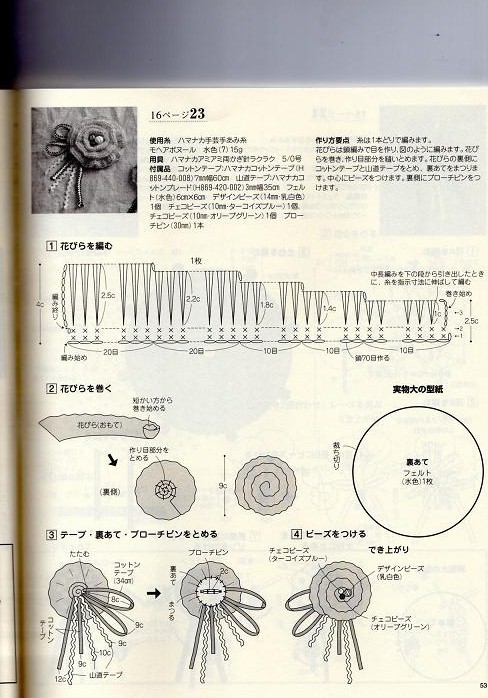 16ページ23
使用糸 ハマナカ手芸手あみ糸
モヘアボヌール 水色(7)15g
用具 ハマナカアミアミ両かぎ針ラクラク 5/0号
付属品 コットンテープ:ハマナカコットンテープ(H
869-440-008)7mm幅60cm 山道テープ:ハマナカコ
ットンブレード(H869-420-002)3mm幅35cm フェル
ト(水色)6cm×6cm デザインビーズ(14mm・乳白色)
1個 チェコビーズ(10mm・ターコイズブルー)1個、
チェコビーズ(10mm・オリーブグリーン)1個 ブロー
チピン(30mm)1本
作り方要点 糸は1本どりで編みます。
花びらは鎖編みで目を作り、図のように編みます。花び
らを巻き、作り目部分を縫いとめます。花びらの裏側に
コットンテープと山道テープをとめ、裏あてをまつりま
す。中心にビーズをつけます。裏側にブローチピンをつ
けます。
1 花びらを編む
1枚
中長編みを下の段から引き出したとき
に、糸を指示寸法に伸ばして編む
巻き始め
4c
編み終り
2.5c
2.2c
1.8c
1.4c
1c
→3
→2
←1
2.5c
編み始め
20目
20目
10目
10目
10目
鎖70目作る
2 花びらを巻く
短かい方から
巻き始める
花びら(おもて)
作り目部分を
とめる
(裏側)
9c
実物大の型紙
裁ち切り
裏あて
フェルト
(水色)1枚
3 テープ・裏あて・ブローチピンをとめる
たたむ
コットン
テープ
(34cm)
8c
9c
9c
コットン
テープ
9c
10c
12c
山道テープ
ブローチピン
裏あて
まつる
2c
4 ビーズをつける
でき上がり
チェコビーズ
(ターコイズブルー)
デザインビーズ
(乳白色)
チェコビーズ
(オリーブグリーン)
53